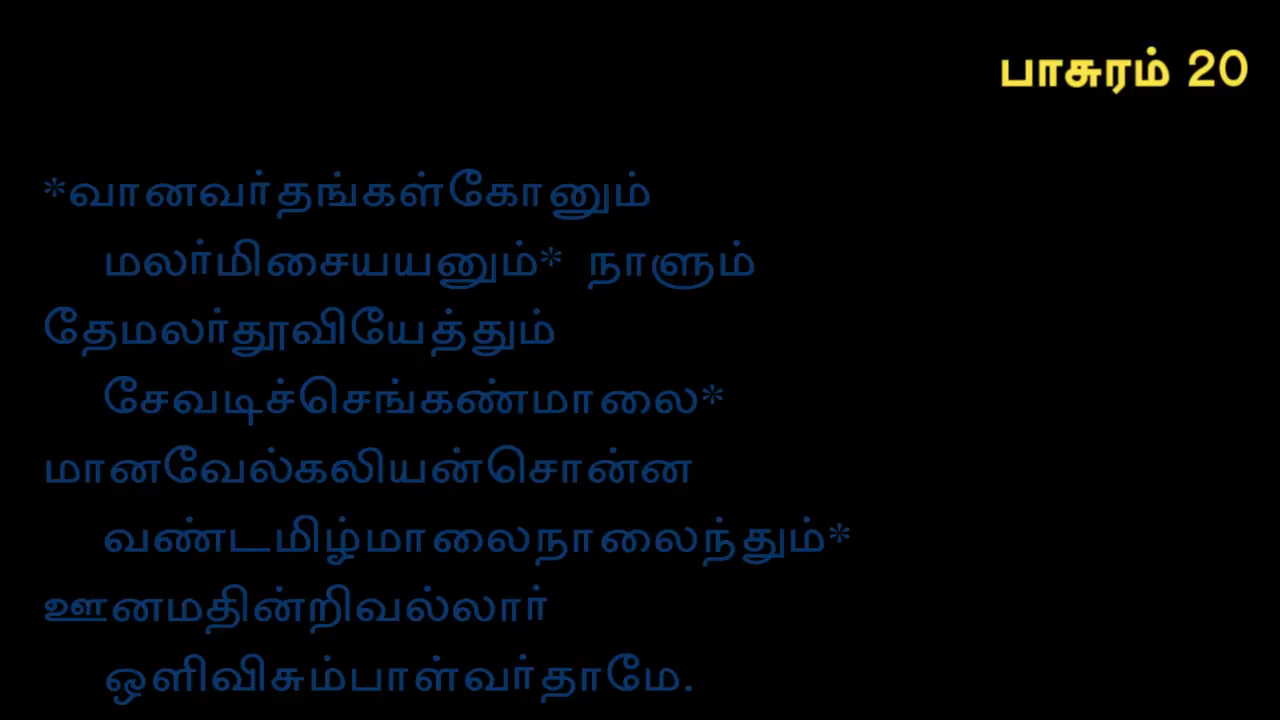 பாசுரம் 20
*வானவர்தங்கள்கோனும்
மலர்மிசையயனும்* நாளும்
தேமலர்தூவியேத்தும்
சேவடிச்செங்கண்மாலை*
மானவேல்கலியன்சொன்ன
வண்டமிழ்மாலைநாலைந்தும்*
ஊனமதின்றிவல்லார்
ஒளிவிசும்பாள்வர்தாமே.